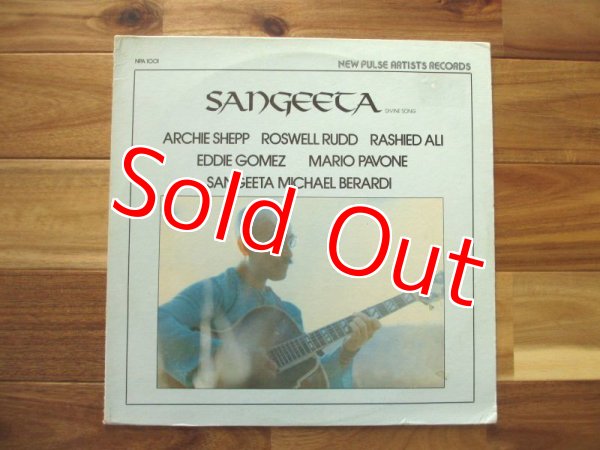 NPA 1001
NEW PULSE ARTISTS RECORDS
SANGEETA
DIVINE SONG
ARCHIE SHEPP ROSWELL RUDD RASHIED ALI
EDDIE GOMEZ MARIO PAVONE
SANGEETA MICHAEL BERARDI
Sold Out